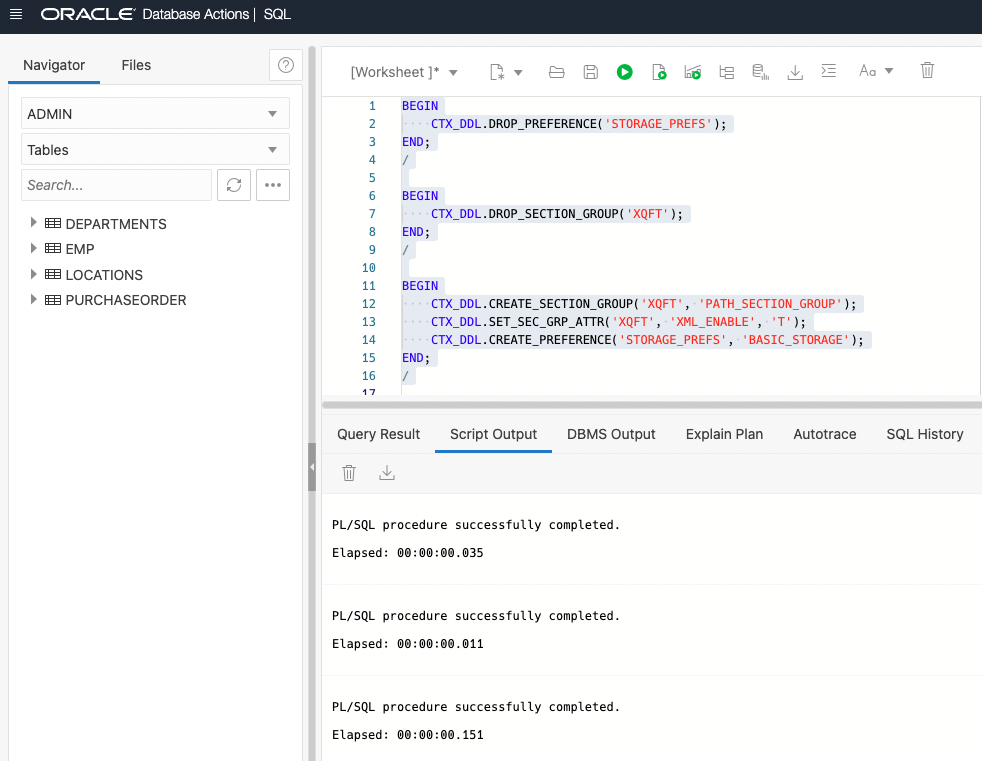 ORACLE Database Actions | SQL
Navigator Files
ADMIN
Tables
Search...
DEPARTMENTS
EMP
LOCATIONS
PURCHASEORDER
[Worksheet ]*
Aa
1 BEGIN
2 ····CTX_DDL.DROP_PREFERENCE('STORAGE_PREFS');
3 END;
4 /
5
6 BEGIN
7 ····CTX_DDL.DROP_SECTION_GROUP('XQFT');
8 END;
9 /
10
11 BEGIN
12 ····CTX_DDL.CREATE_SECTION_GROUP('XQFT',·'PATH_SECTION_GROUP');
13 ····CTX_DDL.SET_SEC_GRP_ATTR('XQFT',·'XML_ENABLE',·'T');
14 ····CTX_DDL.CREATE_PREFERENCE('STORAGE_PREFS',·'BASIC_STORAGE');
15 END;
16 /
17
Query Result Script Output DBMS Output Explain Plan Autotrace SQL History
PL/SQL procedure successfully completed.
Elapsed: 00:00:00.035
PL/SQL procedure successfully completed.
Elapsed: 00:00:00.011
PL/SQL procedure successfully completed.
Elapsed: 00:00:00.151